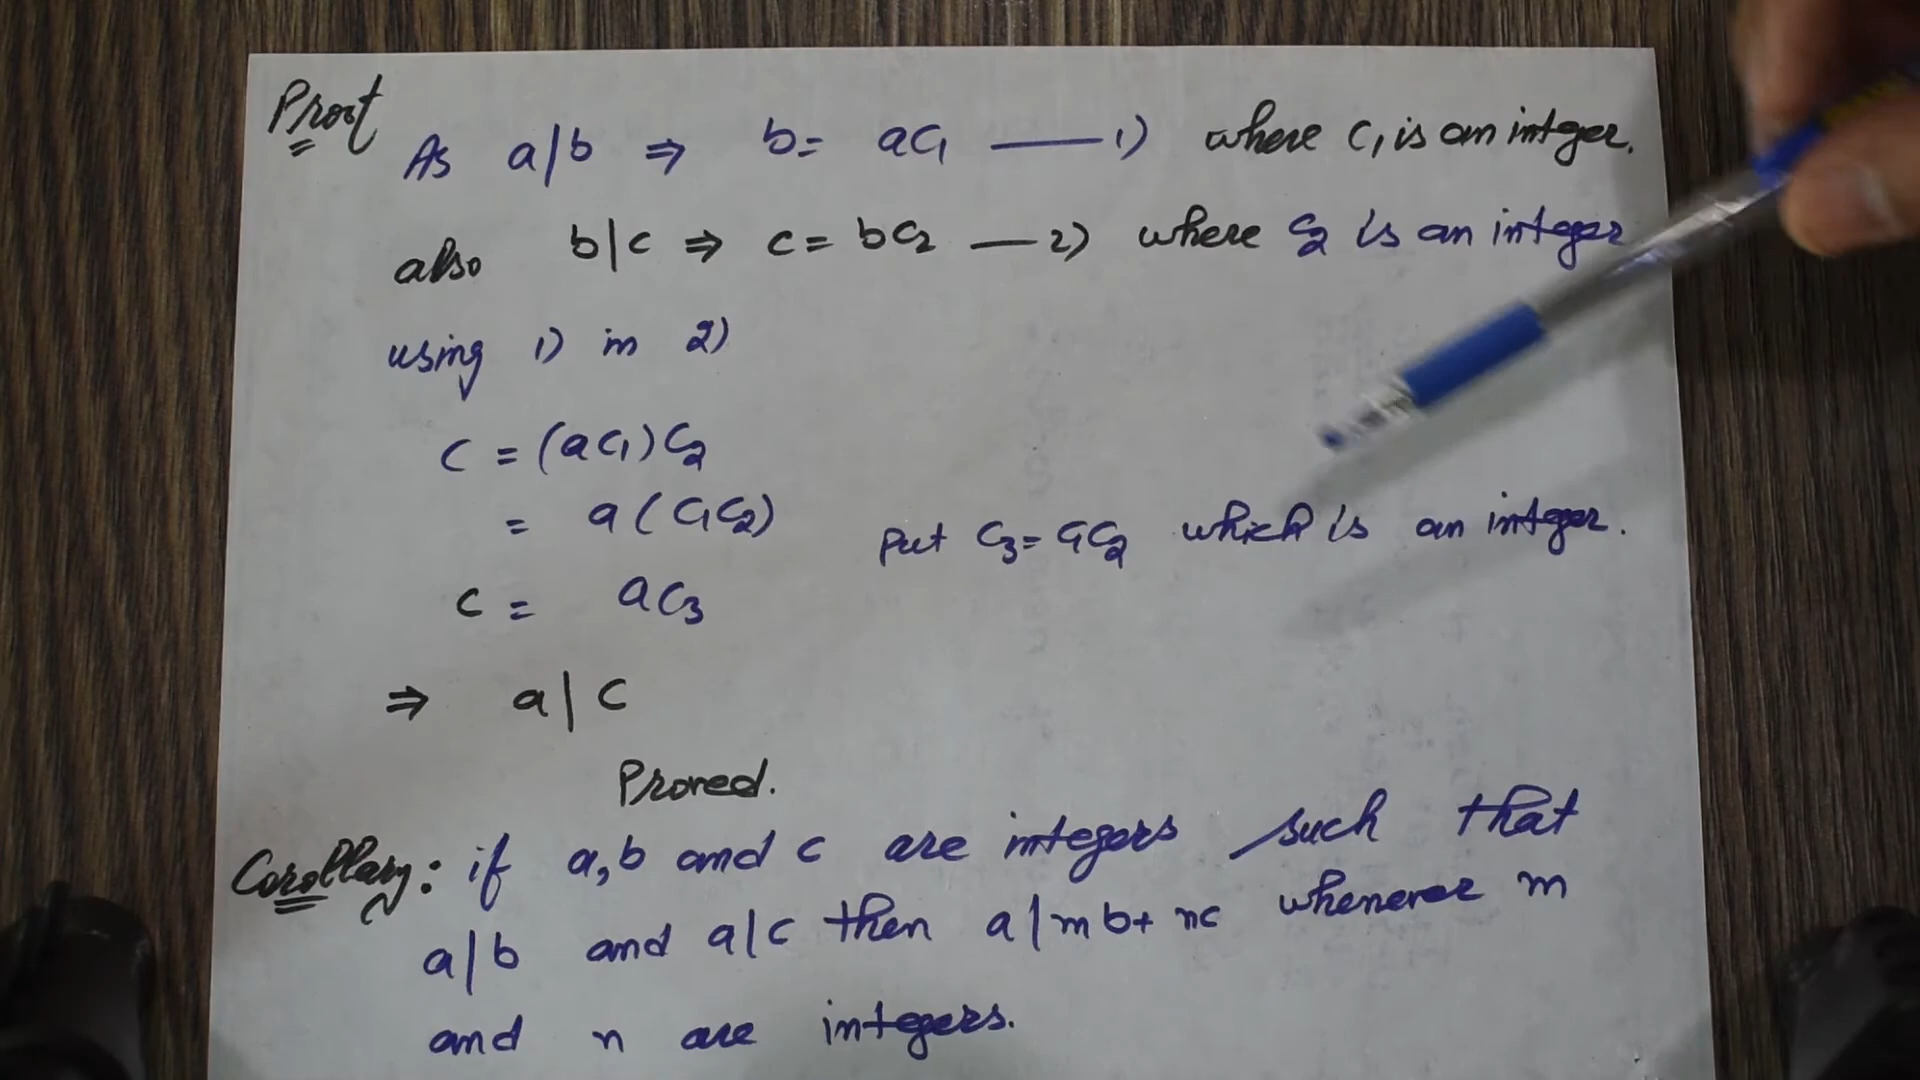 Proof
As a|b ⇒ b = ac₁ —— 1) where c₁ is an integer.
also b|c ⇒ c = bc₂ — 2) where c₂ is an integer
using 1) in 2)
c = (ac₁)c₂
= a(c₁c₂) Put c₃ = c₁c₂ which is an integer.
c = ac₃
⇒ a|c
Proved.
Corollary: if a,b and c are integers such that
a|b and a|c then a|mb+nc whenever m
and n are integers.